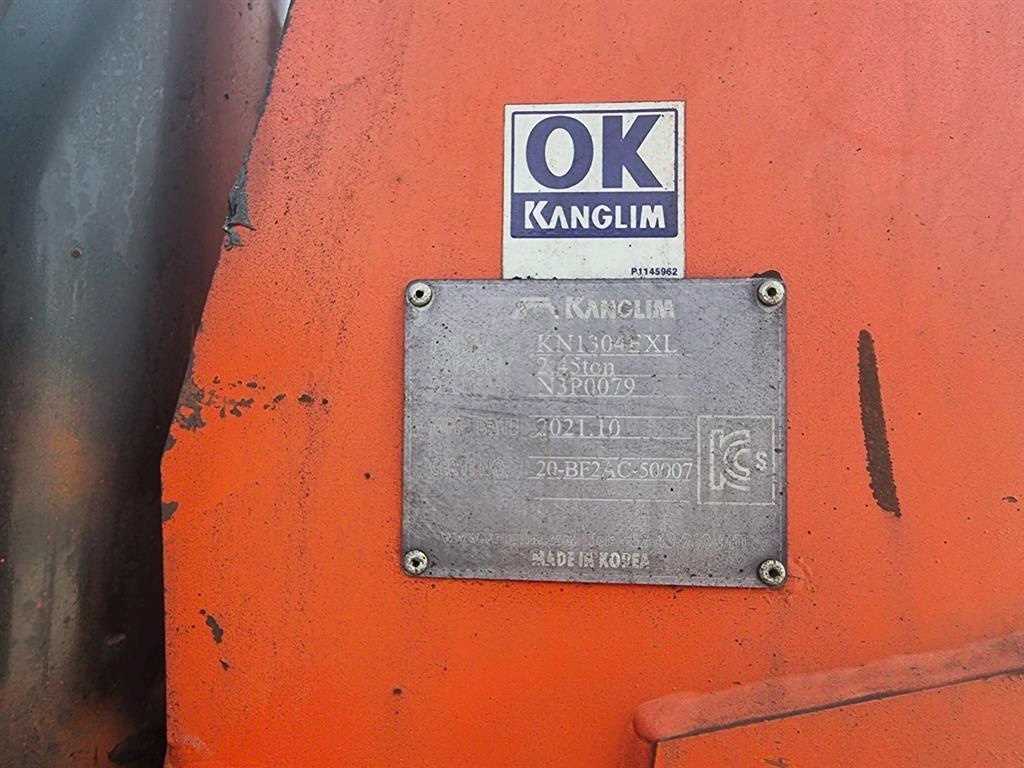 OK
KANGLIM
P1145962
KANGLIM
KN1304EXL
2.45ton
N3P0079
2021.10
20-BF2AC-50007
S
MADE IN KOREA